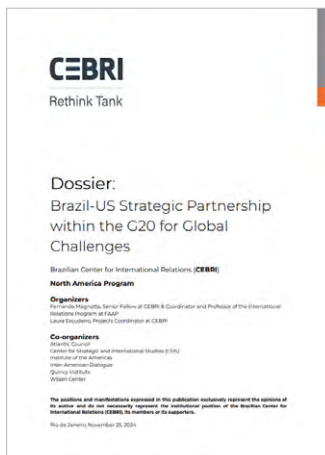 CEBRI
Rethink Tank
Dossier:
Brazil-US Strategic Partnership
within the G20 for Global
Challenges
Brazilian Center for International Relations (CEBRI)
North America Program
Organizers
Fernanda Magnotta, Senior Fellow at CEBRI & Coordinator and Professor of the International
Relations Program at FAAP
Laura Escudeiro, Projects Coordinator at CEBRI
Co-organizers
Atlantic Council
Center for Strategic and International Studies (CSIS)
Institute of the Americas
Inter-American Dialogue
Quincy Institute
Wilson Center
The positions and manifestations expressed in this publication exclusively represent the opinions of
its author and do not necessarily represent the institutional position of the Brazilian Center for
International Relations (CEBRI), its members or its supporters.
Rio de Janeiro, November 25, 2024